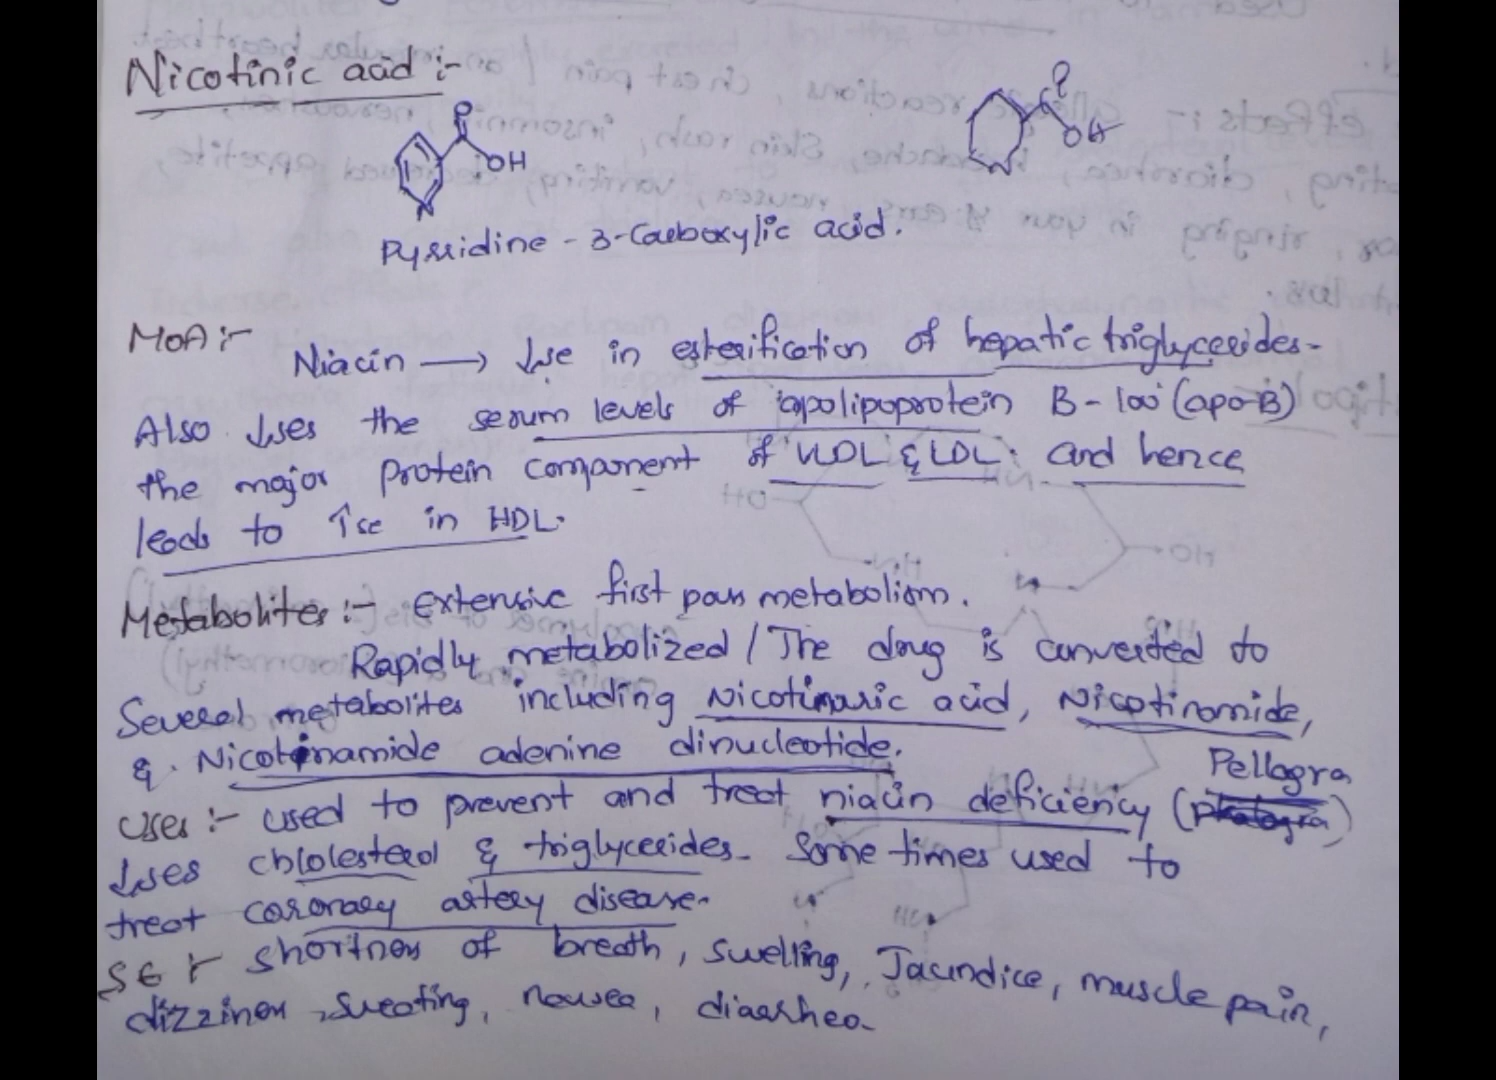 Nicotinic acid :-
O
OH
N
O
OH
N
Pyridine - 3-Carboxylic acid.
MOA :-
Niacin → ↓se in esterification of hepatic triglycerides-
Also ↓ses the serum levels of apolipoprotein B-100 (apo-B)
the major protein component of VLDL & LDL. and hence
leads to ↑se in HDL.
Metabolites :- extensive first pass metabolism.
Rapidly metabolized / The drug is converted to
Several metabolites including Nicotinuric acid, Nicotinamide,
& Nicotinamide adenine dinucleotide.
Pellagra
Uses :- used to prevent and treat niacin deficiency ( )
↓ses chlolesterol & triglycerides- Some times used to
treat coronary artery disease-
SE :- shortness of breath, swelling, Jaundice, muscle pain,
dizziness, sweating, nausea, diarrhea-